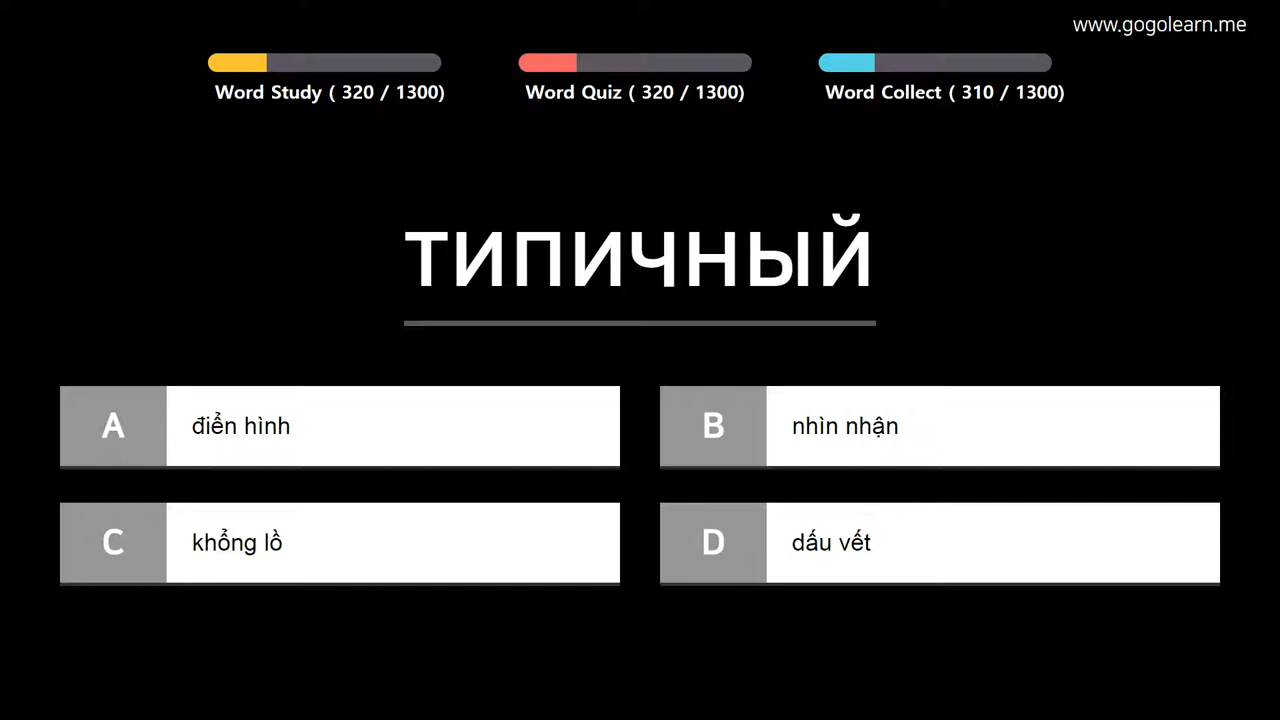 www.gogolearn.me
Word Study ( 320 / 1300)
Word Quiz ( 320 / 1300)
Word Collect ( 310 / 1300)
типичный
A điển hình
B nhìn nhận
C khổng lồ
D dấu vết